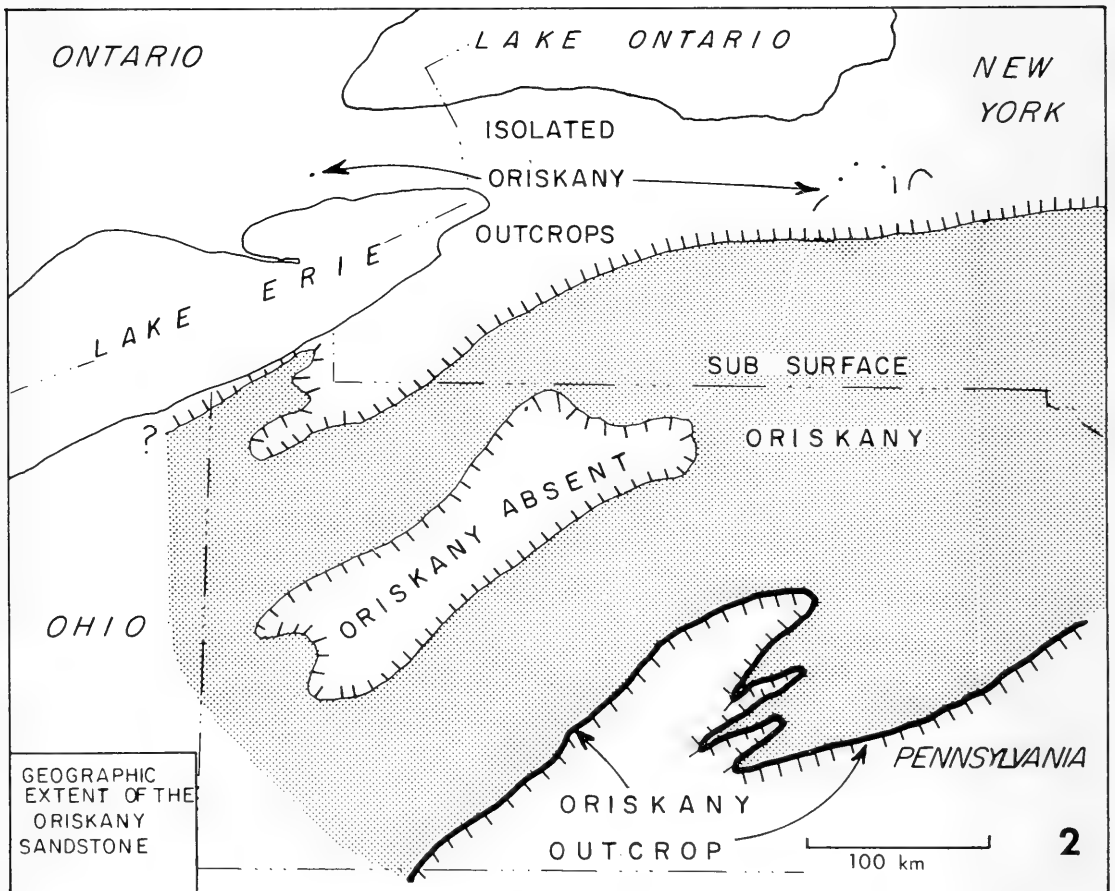 ONTARIO
LAKE ONTARIO
NEW
YORK
ISOLATED
ORISKANY
OUTCROPS
LAKE ERIE
SUB SURFACE
ORISKANY
?
ORISKANY ABSENT
OHIO
PENNSYLVANIA
ORISKANY
OUTCROP
100 km
2
GEOGRAPHIC
EXTENT OF THE
ORISKANY
SANDSTONE